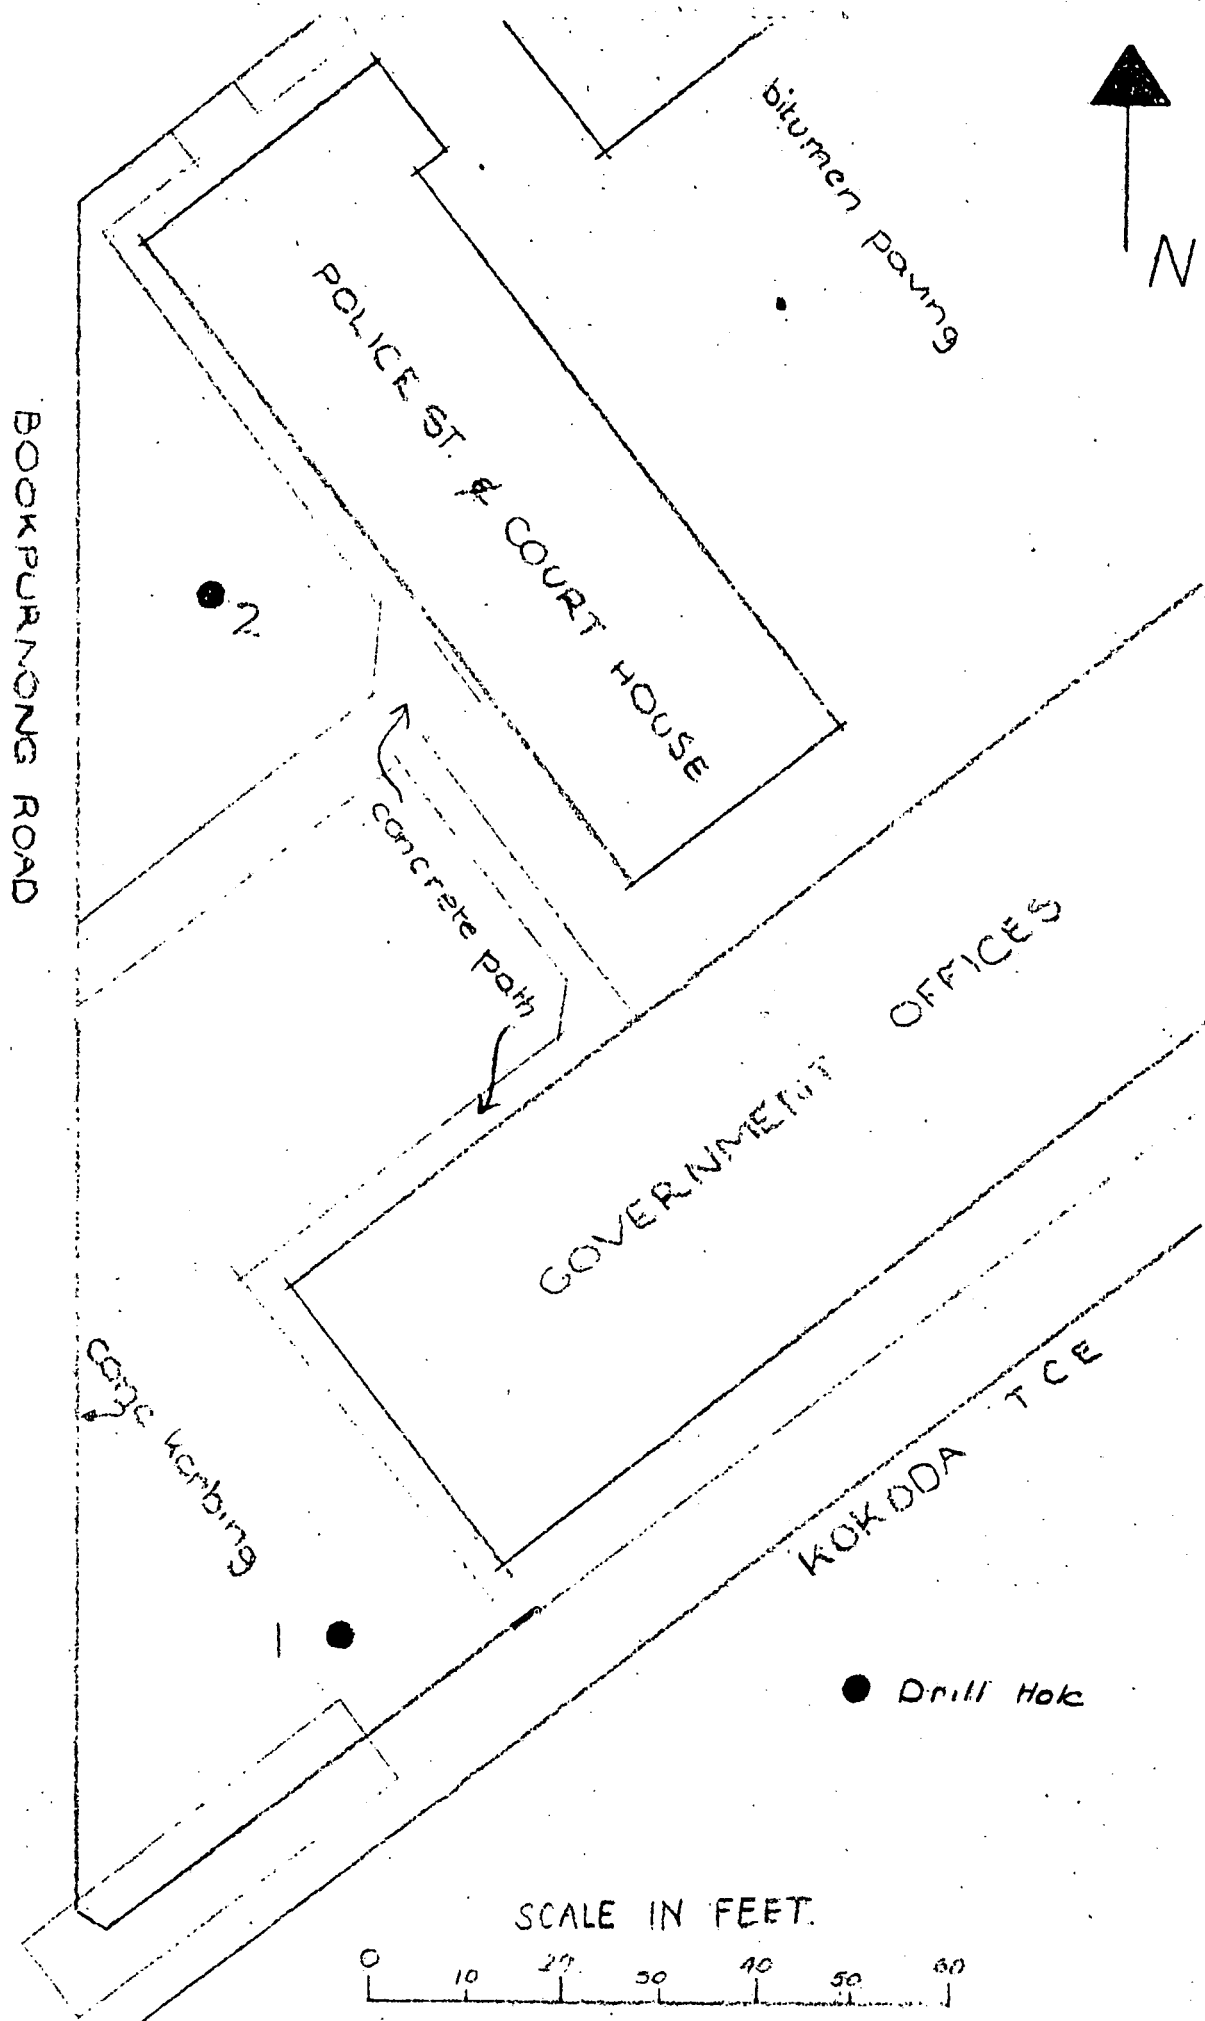 bitumen paving
N
POLICE ST. & COURT HOUSE
BOOKPURNONG ROAD
2
concrete path
OFFICES
GOVERNMENT
conc kerbing
KOKODA TCE
1
Drill Hole
SCALE IN FEET.
0 10 20 30 40 50 60